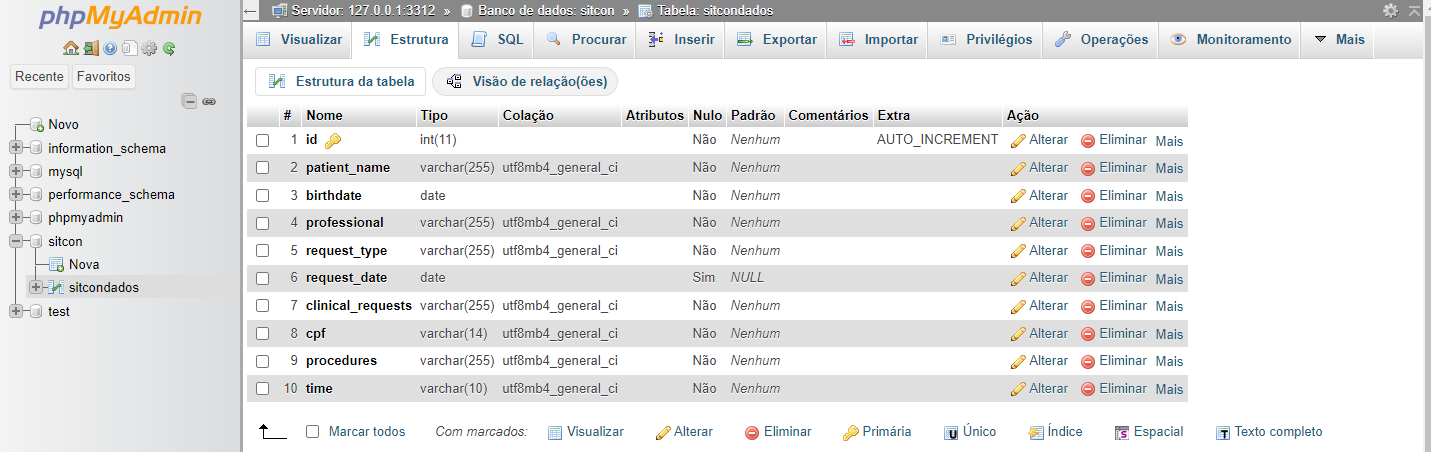 phpMyAdmin
Recente Favoritos
Novo
information_schema
mysql
performance_schema
phpmyadmin
sitcon
Nova
sitcondados
test
Servidor: 127.0.0.1:3312 » Banco de dados: sitcon » Tabela: sitcondados
Visualizar Estrutura SQL Procurar Inserir Exportar Importar Privilégios Operações Monitoramento Mais
Estrutura da tabela Visão de relação(ões)
# Nome Tipo Colação Atributos Nulo Padrão Comentários Extra Ação
1 id int(11) Não Nenhum AUTO_INCREMENT Alterar Eliminar Mais
2 patient_name varchar(255) utf8mb4_general_ci Não Nenhum Alterar Eliminar Mais
3 birthdate date Não Nenhum Alterar Eliminar Mais
4 professional varchar(255) utf8mb4_general_ci Não Nenhum Alterar Eliminar Mais
5 request_type varchar(255) utf8mb4_general_ci Não Nenhum Alterar Eliminar Mais
6 request_date date Sim NULL Alterar Eliminar Mais
7 clinical_requests varchar(255) utf8mb4_general_ci Não Nenhum Alterar Eliminar Mais
8 cpf varchar(14) utf8mb4_general_ci Não Nenhum Alterar Eliminar Mais
9 procedures varchar(255) utf8mb4_general_ci Não Nenhum Alterar Eliminar Mais
10 time varchar(10) utf8mb4_general_ci Não Nenhum Alterar Eliminar Mais
Marcar todos Com marcados: Visualizar Alterar Eliminar Primária Único Índice Espacial Texto completo